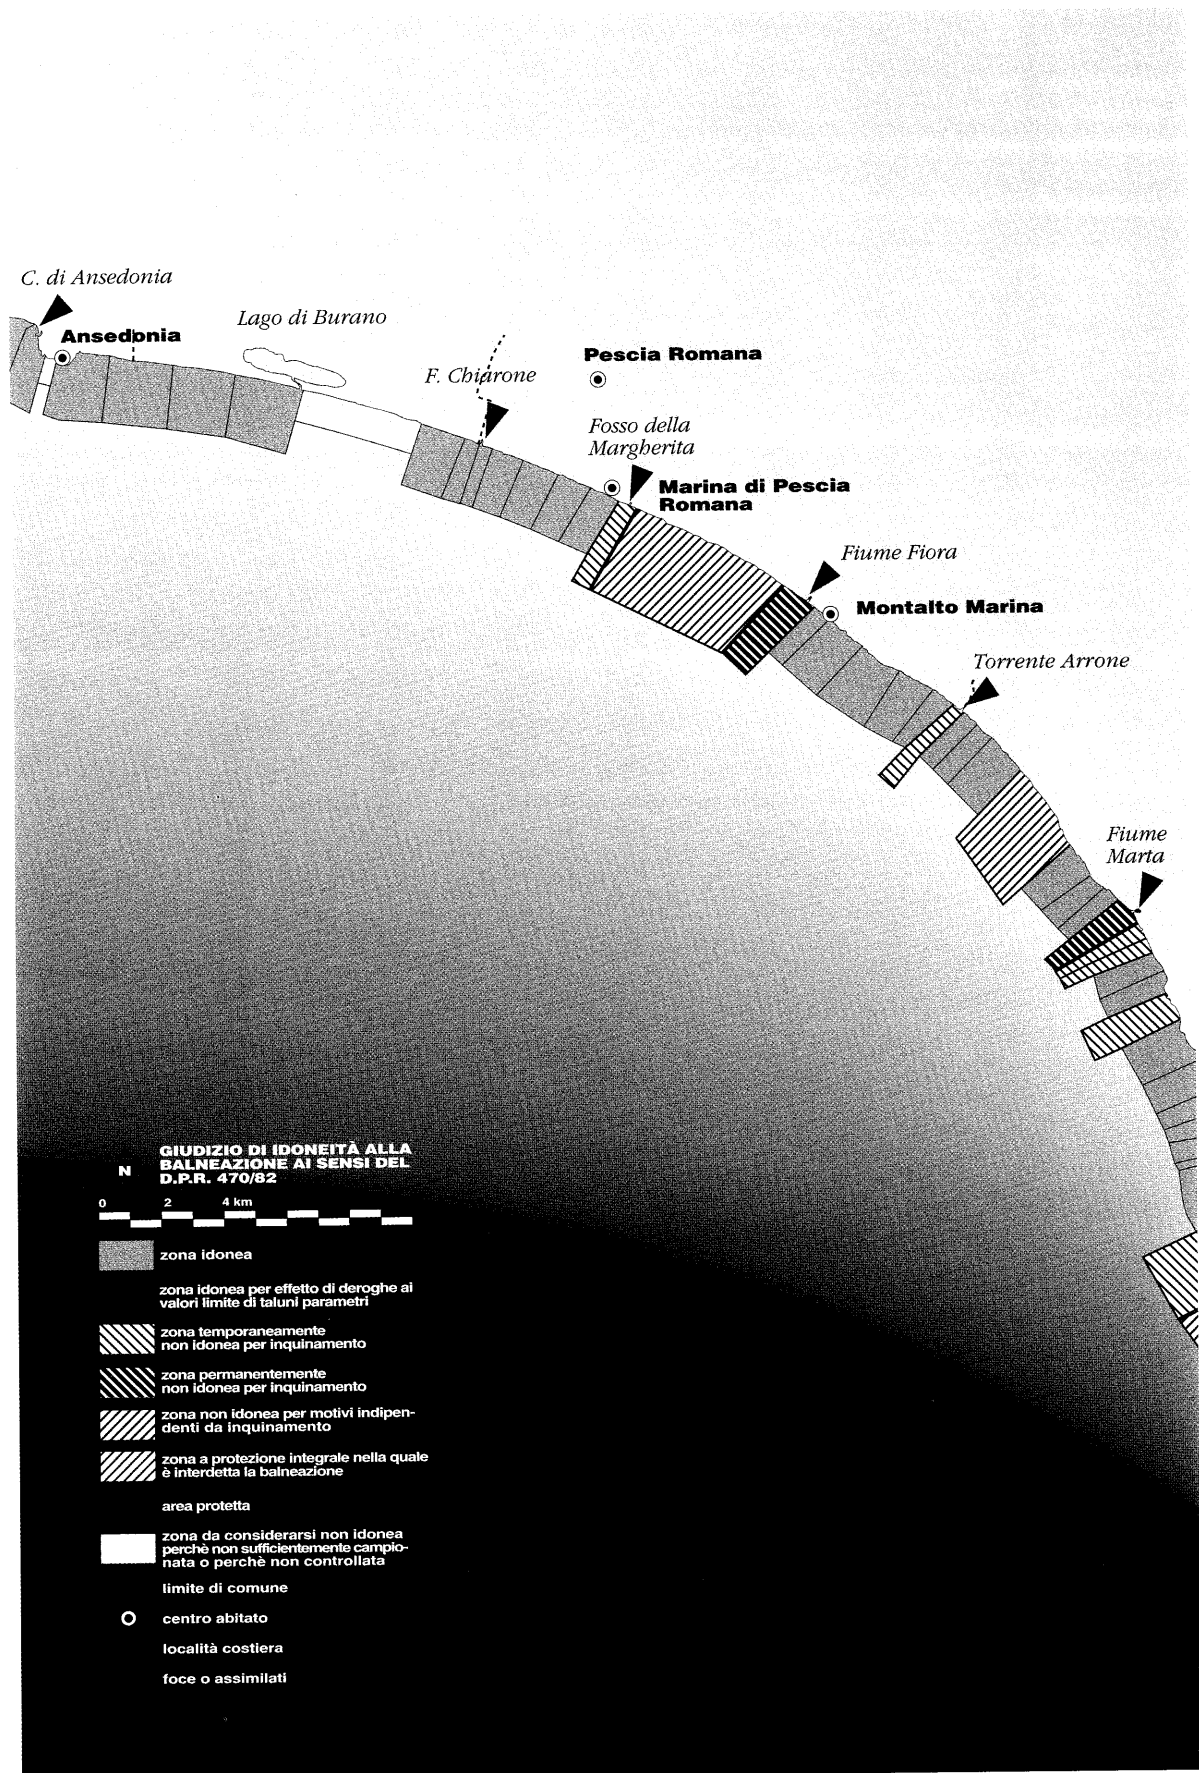 C. di Ansedonia
Ansedonia
Lago di Burano
F. Chiarone
Pescia Romana
Fosso della
Margherita
Marina di Pescia
Romana
Fiume Fiora
Montalto Marina
Torrente Arrone
Fiume
Marta
N
GIUDIZIO DI IDONEITÀ ALLA
BALNEAZIONE AI SENSI DEL
D.P.R. 470/82
0 2 4 km
zona idonea
zona idonea per effetto di deroghe ai
valori limite di taluni parametri
zona temporaneamente
non idonea per inquinamento
zona permanentemente
non idonea per inquinamento
zona non idonea per motivi indipen-
denti da inquinamento
zona a protezione integrale nella quale
è interdetta la balneazione
area protetta
zona da considerarsi non idonea
perchè non sufficientemente campio-
nata o perchè non controllata
limite di comune
centro abitato
località costiera
foce o assimilati